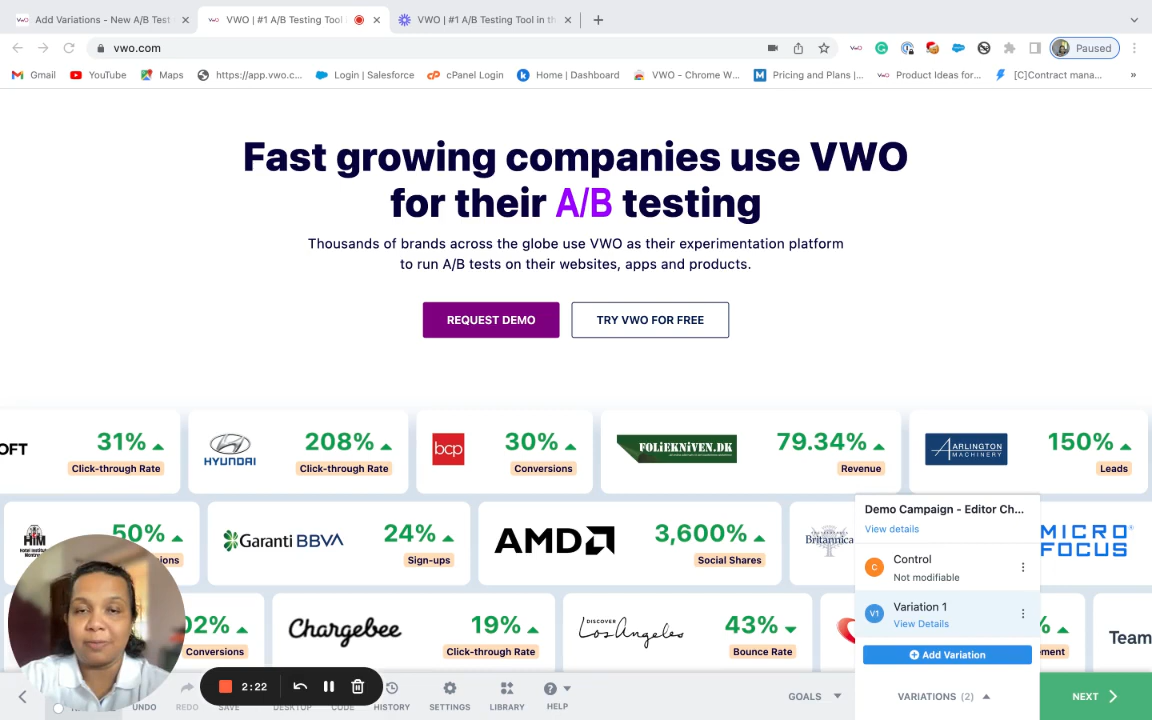 Add Variations - New A/B Test
VWO | #1 A/B Testing Tool i
VWO | #1 A/B Testing Tool in th
vwo.com
Paused
Gmail
YouTube
Maps
https://app.vwo.c...
Login | Salesforce
cPanel Login
Home | Dashboard
VWO - Chrome W...
Pricing and Plans |...
Product Ideas for...
[C]Contract mana...
»
Fast growing companies use VWO
for their A/B testing
Thousands of brands across the globe use VWO as their experimentation platform
to run A/B tests on their websites, apps and products.
REQUEST DEMO
TRY VWO FOR FREE
OFT
31%
Click-through Rate
HYUNDAI
208%
Click-through Rate
bcp
30%
Conversions
FOLiEKNiVEN.DK
79.34%
Revenue
ARLINGTON
MACHINERY
150%
Leads
HIM
50%
ions
Garanti BBVA
24%
Sign-ups
AMD
3,600%
Social Shares
Britannica
MICRO
FOCUS
02%
Conversions
Chargebee
19%
Click-through Rate
DISCOVER
Los Angeles
43%
Bounce Rate
%
ement
Team
Demo Campaign - Editor Ch...
View details
C
Control
Not modifiable
V1
Variation 1
View Details
Add Variation
2:22
UNDO
REDO
SAVE
DESKTOP
CODE
HISTORY
SETTINGS
LIBRARY
HELP
GOALS
VARIATIONS (2)
NEXT